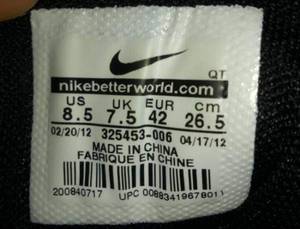 QT
nikebetterworld.com
US UK EUR cm
8.5 7.5 42 26.5
02/20/12 325453-006 04/17/12
MADE IN CHINA
FABRIQUE EN CHINE
200840717 UPC 00883419678011